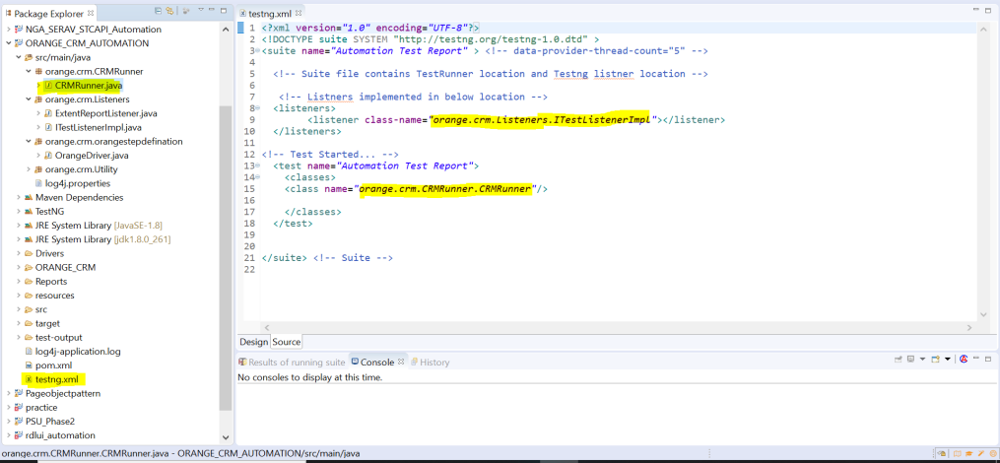 Package Explorer
NGA_SERAV_STCAPI_Automation
ORANGE_CRM_AUTOMATION
src/main/java
orange.crm.CRMRunner
CRMRunner.java
orange.crm.Listeners
ExtentReportListener.java
ITestListenerImpl.java
orange.crm.orangestepdefination
OrangeDriver.java
orange.crm.Utility
log4j.properties
Maven Dependencies
TestNG
JRE System Library [JavaSE-1.8]
JRE System Library [jdk1.8.0_261]
Drivers
ORANGE_CRM
Reports
resources
src
target
test-output
log4j-application.log
pom.xml
testng.xml
Pageobjectpattern
practice
PSU_Phase2
rdlui_automation
testng.xml
1 <?xml version="1.0" encoding="UTF-8"?>
2 <!DOCTYPE suite SYSTEM "http://testng.org/testng-1.0.dtd" >
3 <suite name="Automation Test Report" > <!-- data-provider-thread-count="5" -->
4
5 <!-- Suite file contains TestRunner location and Testng listner location -->
6
7 <!-- Listners implemented in below location -->
8 <listeners>
9 <listener class-name="orange.crm.Listeners.ITestListenerImpl"></listener>
10 </listeners>
11
12 <!-- Test Started... -->
13 <test name="Automation Test Report">
14 <classes>
15 <class name="orange.crm.CRMRunner.CRMRunner"/>
16
17 </classes>
18 </test>
19
20
21 </suite> <!-- Suite -->
22
Design Source
Results of running suite Console History
No consoles to display at this time.
orange.crm.CRMRunner.CRMRunner.java - ORANGE_CRM_AUTOMATION/src/main/java